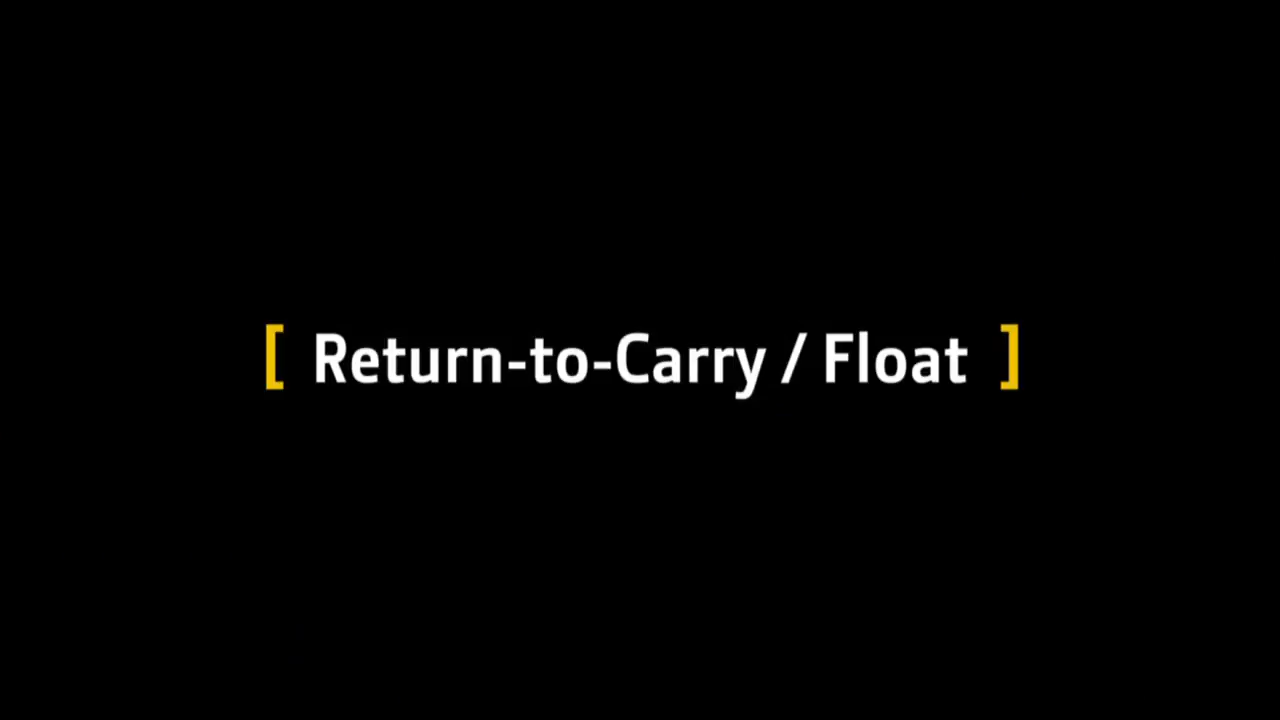 [ Return-to-Carry / Float ]